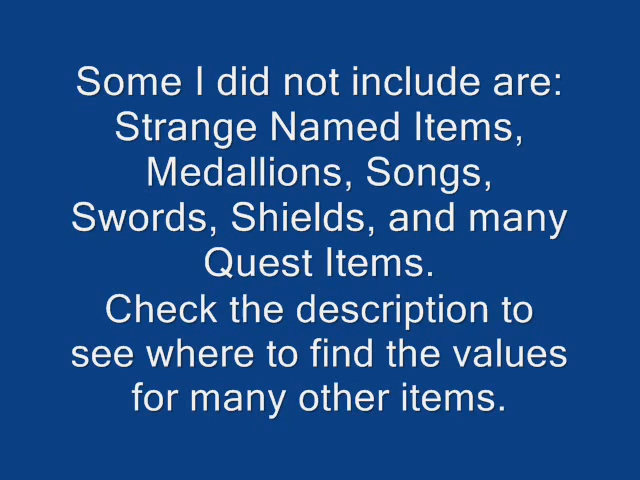 Some I did not include are:
Strange Named Items,
Medallions, Songs,
Swords, Shields, and many
Quest Items.
Check the description to
see where to find the values
for many other items.